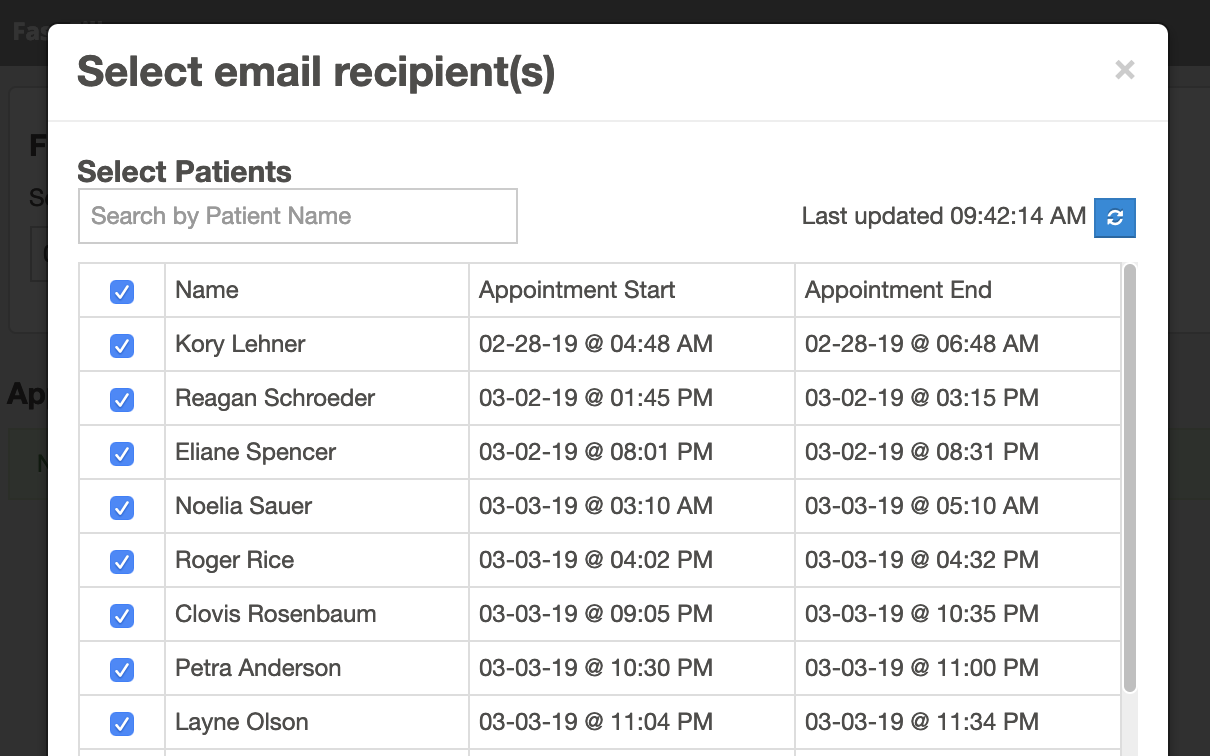 Select email recipient(s) ×
Select Patients
Search by Patient Name
Last updated 09:42:14 AM
Name Appointment Start Appointment End
Kory Lehner 02-28-19 @ 04:48 AM 02-28-19 @ 06:48 AM
Reagan Schroeder 03-02-19 @ 01:45 PM 03-02-19 @ 03:15 PM
Eliane Spencer 03-02-19 @ 08:01 PM 03-02-19 @ 08:31 PM
Noelia Sauer 03-03-19 @ 03:10 AM 03-03-19 @ 05:10 AM
Roger Rice 03-03-19 @ 04:02 PM 03-03-19 @ 04:32 PM
Clovis Rosenbaum 03-03-19 @ 09:05 PM 03-03-19 @ 10:35 PM
Petra Anderson 03-03-19 @ 10:30 PM 03-03-19 @ 11:00 PM
Layne Olson 03-03-19 @ 11:04 PM 03-03-19 @ 11:34 PM